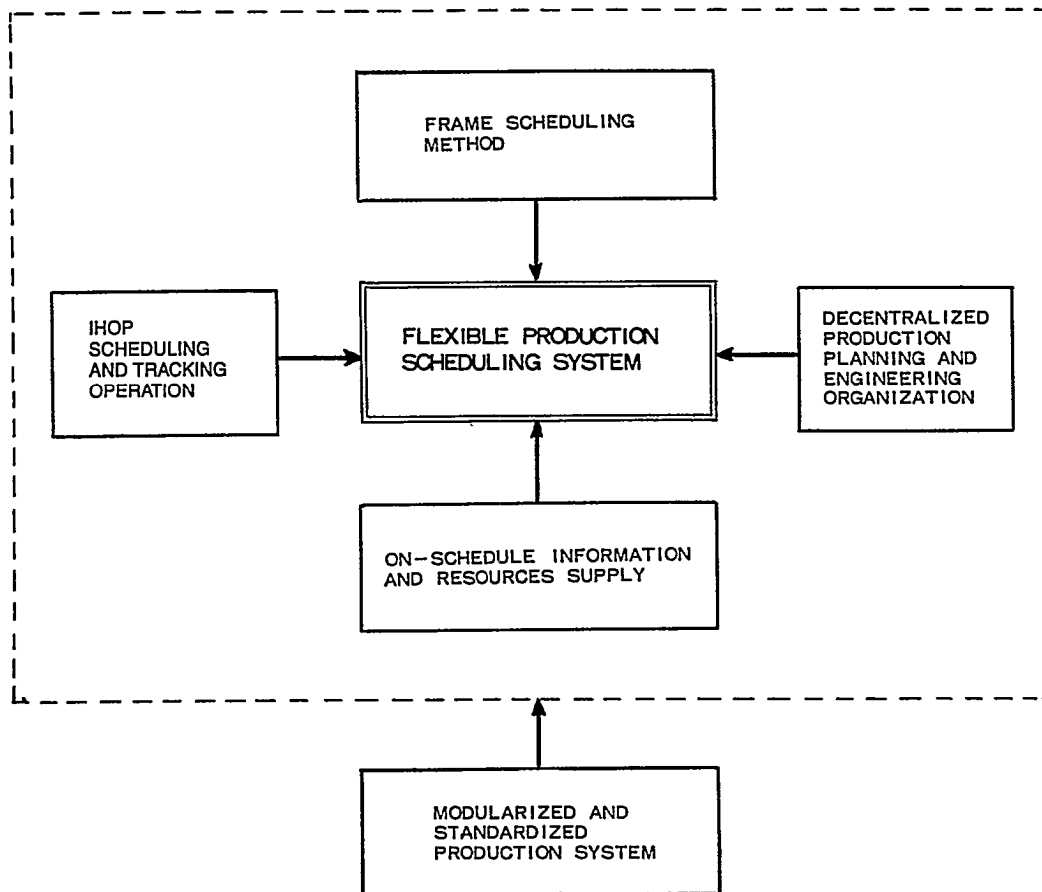 FRAME SCHEDULING
METHOD
IHOP
SCHEDULING
AND TRACKING
OPERATION
FLEXIBLE PRODUCTION
SCHEDULING SYSTEM
DECENTRALIZED
PRODUCTION
PLANNING AND
ENGINEERING
ORGANIZATION
ON-SCHEDULE INFORMATION
AND RESOURCES SUPPLY
MODULARIZED AND
STANDARDIZED
PRODUCTION SYSTEM